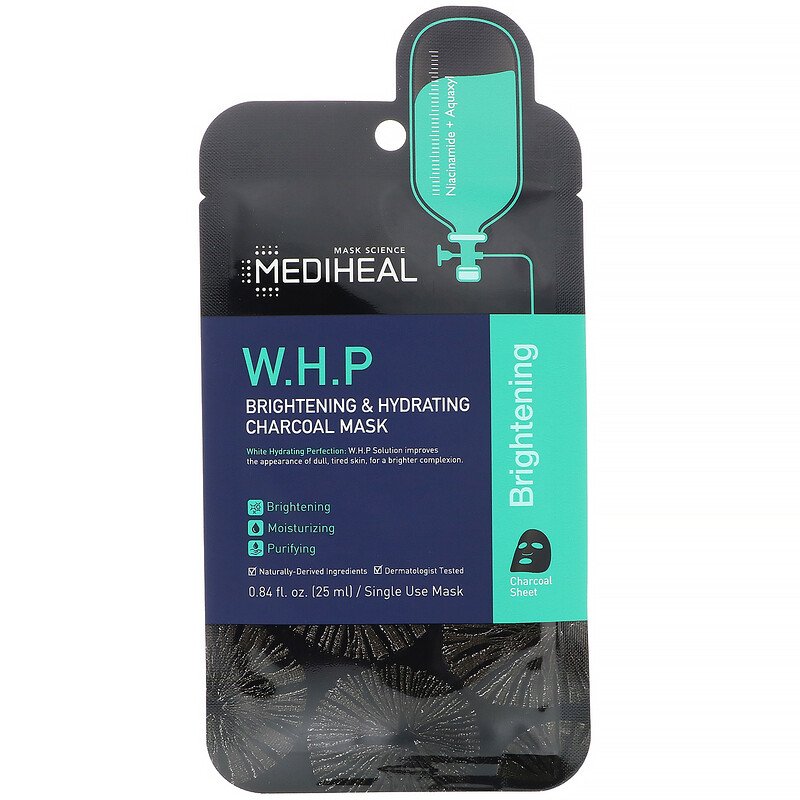 Niacinamide + Aquaxyl
MASK SCIENCE
MEDIHEAL
W.H.P
BRIGHTENING & HYDRATING
CHARCOAL MASK
White Hydrating Perfection: W.H.P Solution improves
the appearance of dull, tired skin, for a brighter complexion.
Brightening
Moisturizing
Purifying
Naturally-Derived Ingredients Dermatologist Tested
0.84 fl. oz. (25 ml) / Single Use Mask
Brightening
Charcoal
Sheet